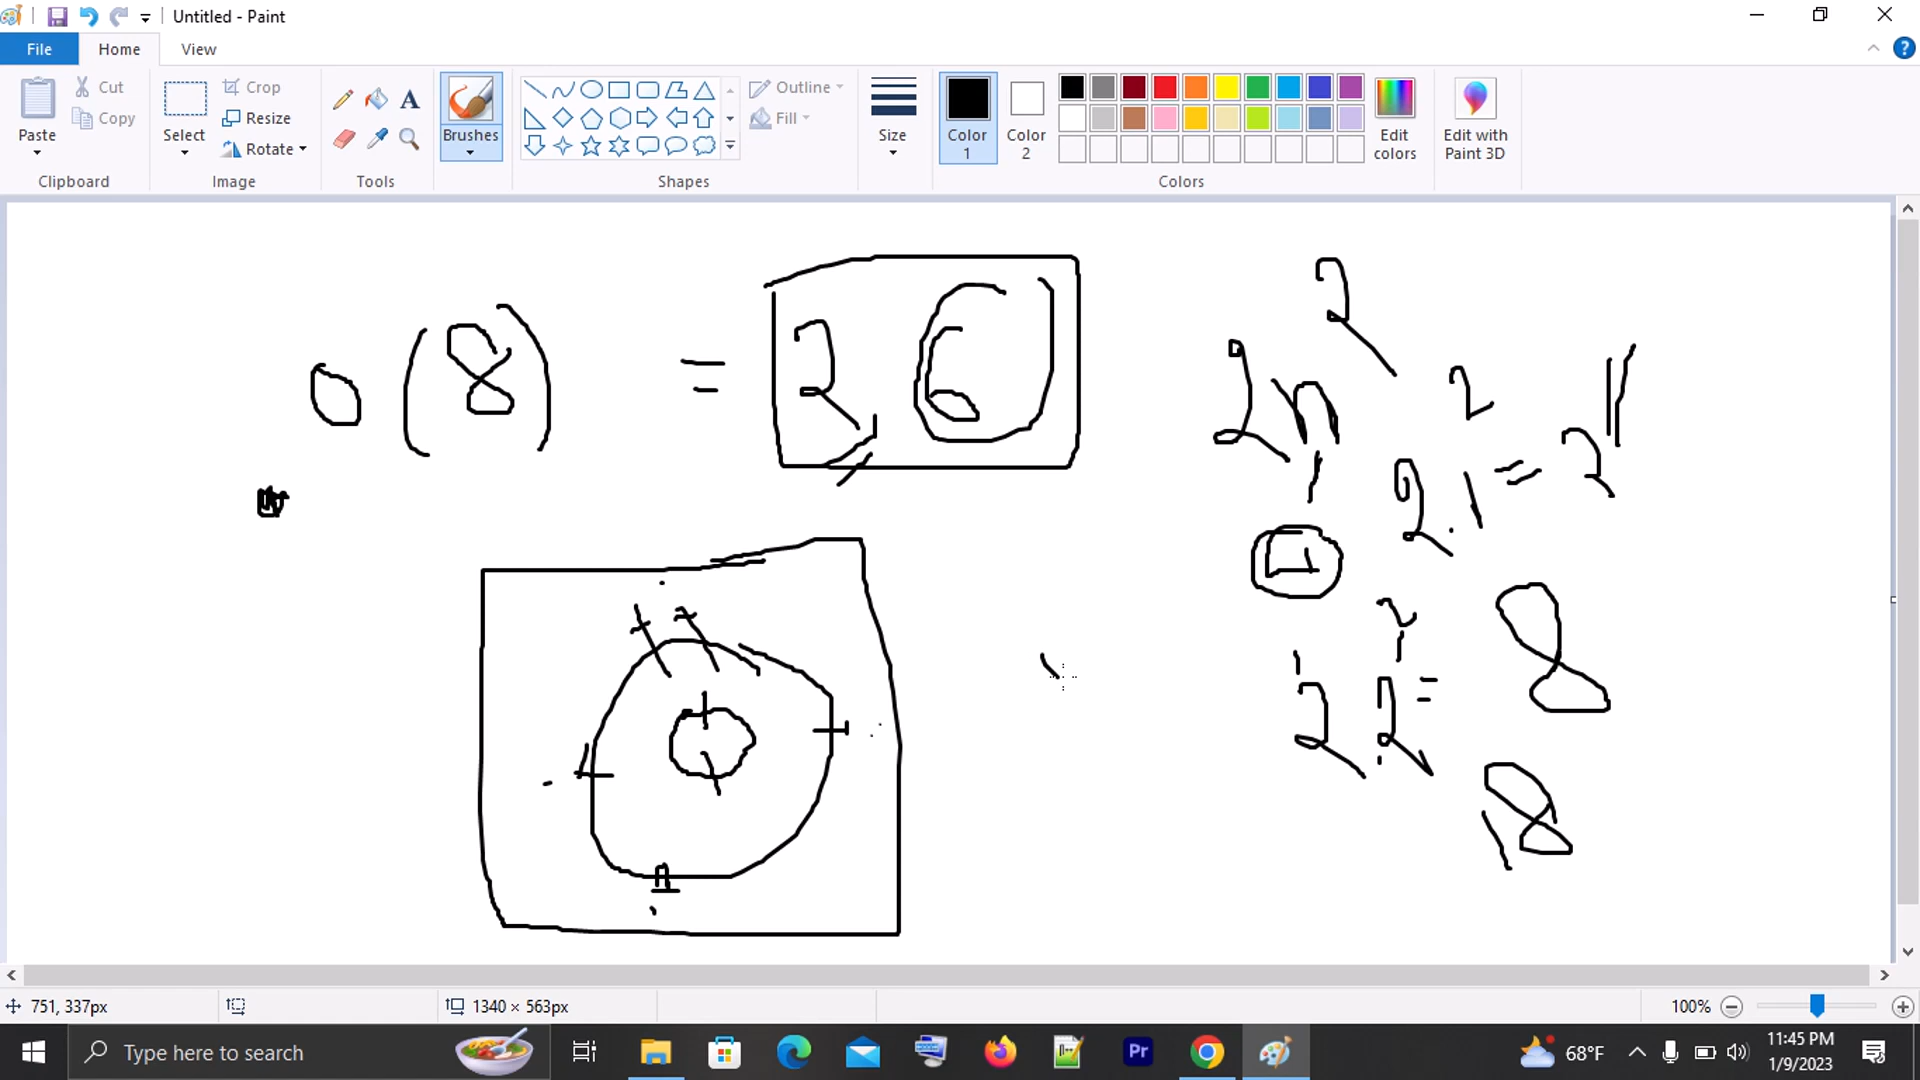 Untitled - Paint
File Home View
Paste
Cut
Copy
Clipboard
Select
Crop
Resize
Rotate
Image
Tools
Brushes
Shapes
Outline
Fill
Size
Color 1
Color 2
Edit colors
Edit with Paint 3D
Colors
O (8) = 2, 6
2
2n
2
2.1 = 2
2
2.2 =
8
18
751, 337px
1340 × 563px
100%
Type here to search
Pr
68°F
11:45 PM
1/9/2023